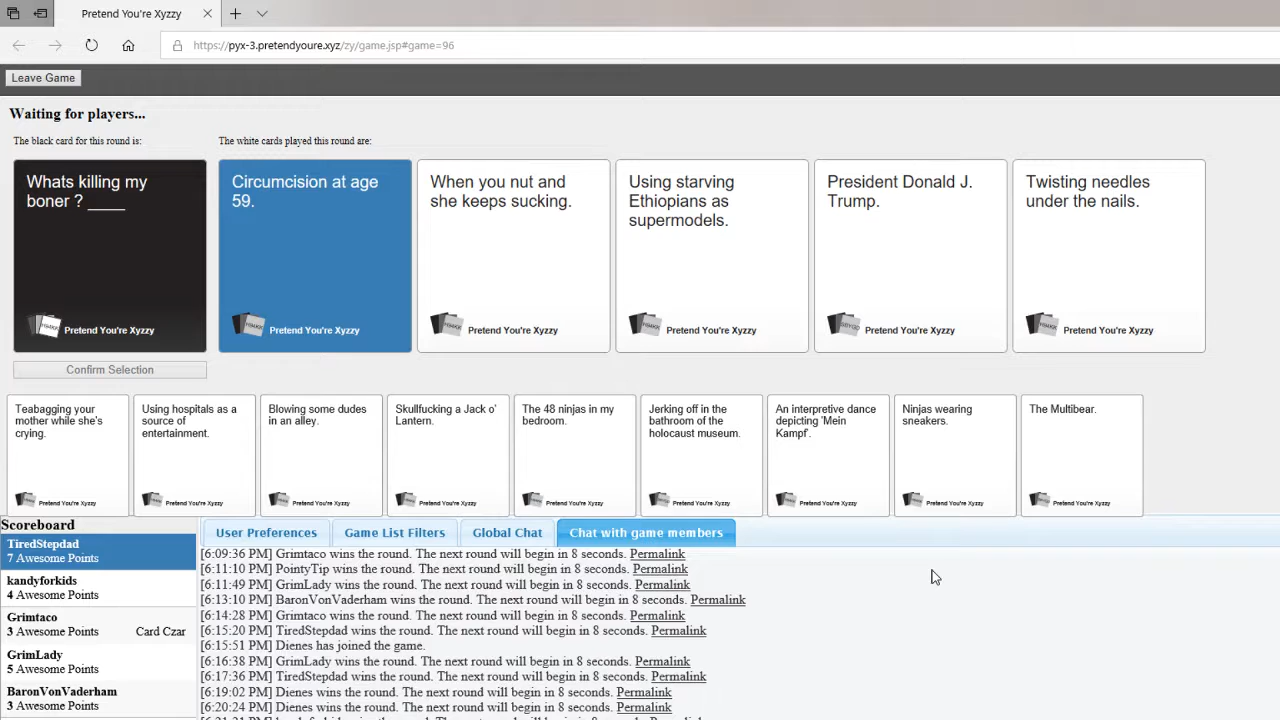 Pretend You're Xyzzy
https://pyx-3.pretendyoure.xyz/zy/game.jsp#game=96
Leave Game
Waiting for players...
The black card for this round is:
The white cards played this round are:
Whats killing my
boner ? ____
Pretend You're Xyzzy
Circumcision at age
59.
Pretend You're Xyzzy
When you nut and
she keeps sucking.
Pretend You're Xyzzy
Using starving
Ethiopians as
supermodels.
Pretend You're Xyzzy
President Donald J.
Trump.
Pretend You're Xyzzy
Twisting needles
under the nails.
Pretend You're Xyzzy
Confirm Selection
Teabagging your
mother while she's
crying.
Pretend You're Xyzzy
Using hospitals as a
source of
entertainment.
Pretend You're Xyzzy
Blowing some dudes
in an alley.
Pretend You're Xyzzy
Skullfucking a Jack o'
Lantern.
Pretend You're Xyzzy
The 48 ninjas in my
bedroom.
Pretend You're Xyzzy
Jerking off in the
bathroom of the
holocaust museum.
Pretend You're Xyzzy
An interpretive dance
depicting 'Mein
Kampf'.
Pretend You're Xyzzy
Ninjas wearing
sneakers.
Pretend You're Xyzzy
The Multibear.
Pretend You're Xyzzy
Scoreboard
TiredStepdad
7 Awesome Points
kandyforkids
4 Awesome Points
Grimtaco
3 Awesome Points Card Czar
GrimLady
5 Awesome Points
BaronVonVaderham
3 Awesome Points
User Preferences
Game List Filters
Global Chat
Chat with game members
[6:09:36 PM] Grimtaco wins the round. The next round will begin in 8 seconds. Permalink
[6:11:10 PM] PointyTip wins the round. The next round will begin in 8 seconds. Permalink
[6:11:49 PM] GrimLady wins the round. The next round will begin in 8 seconds. Permalink
[6:13:10 PM] BaronVonVaderham wins the round. The next round will begin in 8 seconds. Permalink
[6:14:28 PM] Grimtaco wins the round. The next round will begin in 8 seconds. Permalink
[6:15:20 PM] TiredStepdad wins the round. The next round will begin in 8 seconds. Permalink
[6:15:51 PM] Dienes has joined the game.
[6:16:38 PM] GrimLady wins the round. The next round will begin in 8 seconds. Permalink
[6:17:36 PM] TiredStepdad wins the round. The next round will begin in 8 seconds. Permalink
[6:19:02 PM] Dienes wins the round. The next round will begin in 8 seconds. Permalink
[6:20:24 PM] Dienes wins the round. The next round will begin in 8 seconds. Permalink